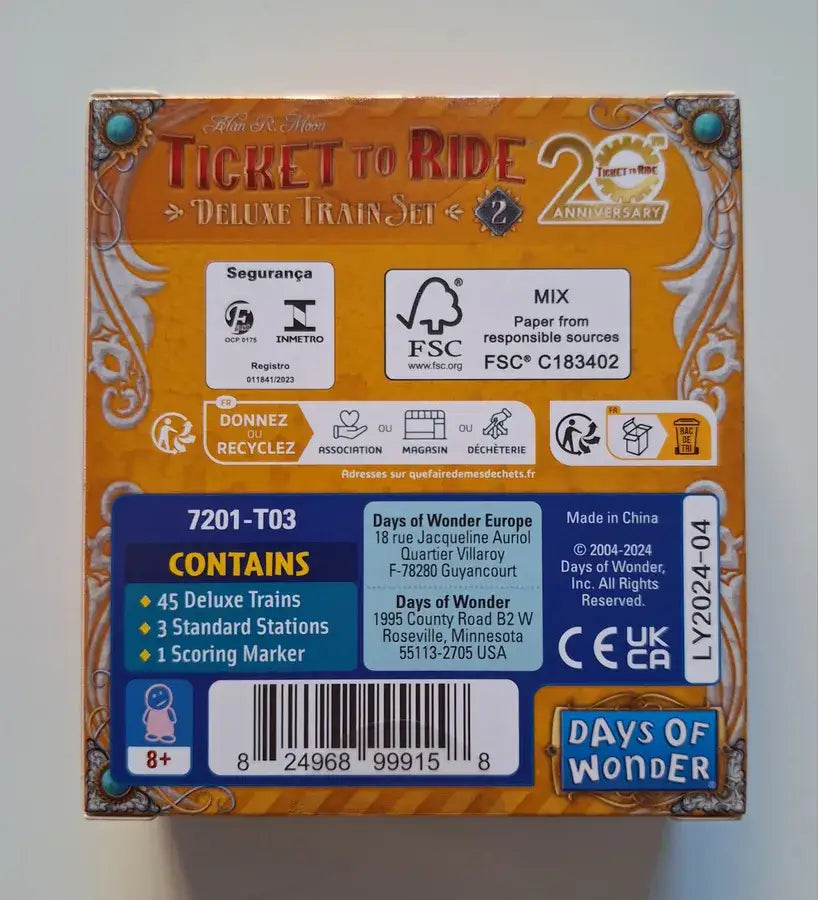 Alan R. Moon
TICKET TO RIDE
DELUXE TRAIN SET
2
20
TM
TICKET TO RIDE
ANNIVERSARY
Segurança
OCP 0175
INMETRO
Registro
011841/2023
®
FSC
www.fsc.org
MIX
Paper from
responsible sources
FSC® C183402
FR
DONNEZ
OU
RECYCLEZ
ASSOCIATION
OU
MAGASIN
OU
DÉCHÈTERIE
FR
BAC
DE
TRI
Adresses sur quefairedemesdechets.fr
7201-T03
CONTAINS
45 Deluxe Trains
3 Standard Stations
1 Scoring Marker
Days of Wonder Europe
18 rue Jacqueline Auriol
Quartier Villaroy
F-78280 Guyancourt
Days of Wonder
1995 County Road B2 W
Roseville, Minnesota
55113-2705 USA
Made in China
© 2004-2024
Days of Wonder,
Inc. All Rights
Reserved.
CE
UK
CA
LY2024-04
8+
8 24968 99915 8
DAYS OF
WONDER®